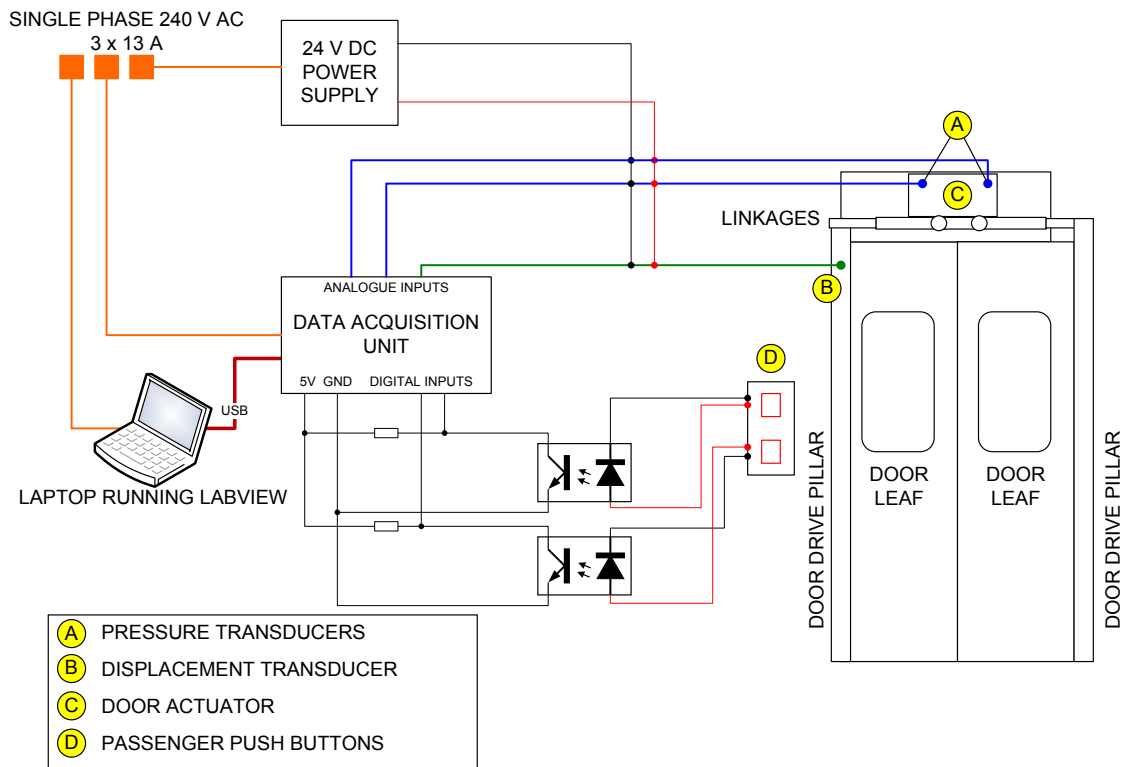 SINGLE PHASE 240 V AC
3 x 13 A
24 V DC
POWER
SUPPLY
A
C
LINKAGES
B
ANALOGUE INPUTS
DATA ACQUISITION
UNIT
5V GND DIGITAL INPUTS
D
USB
LAPTOP RUNNING LABVIEW
DOOR DRIVE PILLAR
DOOR
LEAF
DOOR
LEAF
DOOR DRIVE PILLAR
A PRESSURE TRANSDUCERS
B DISPLACEMENT TRANSDUCER
C DOOR ACTUATOR
D PASSENGER PUSH BUTTONS